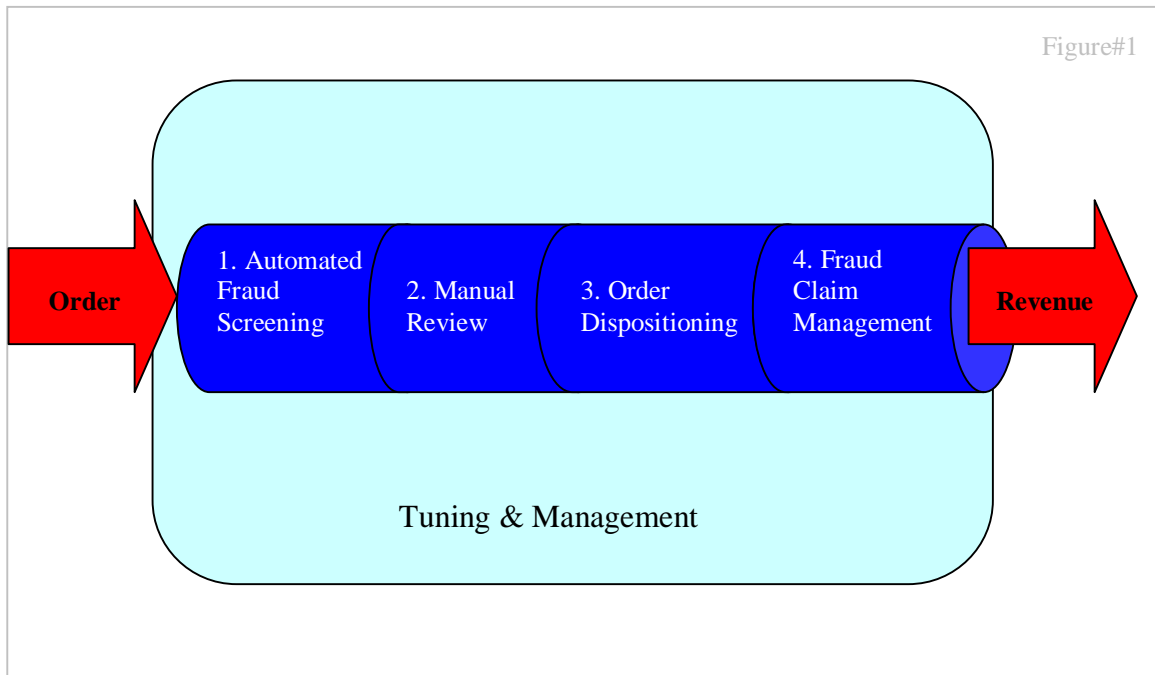 Figure#1
Order
1. Automated
Fraud
Screening
2. Manual
Review
3. Order
Dispositioning
4. Fraud
Claim
Management
Revenue
Tuning & Management